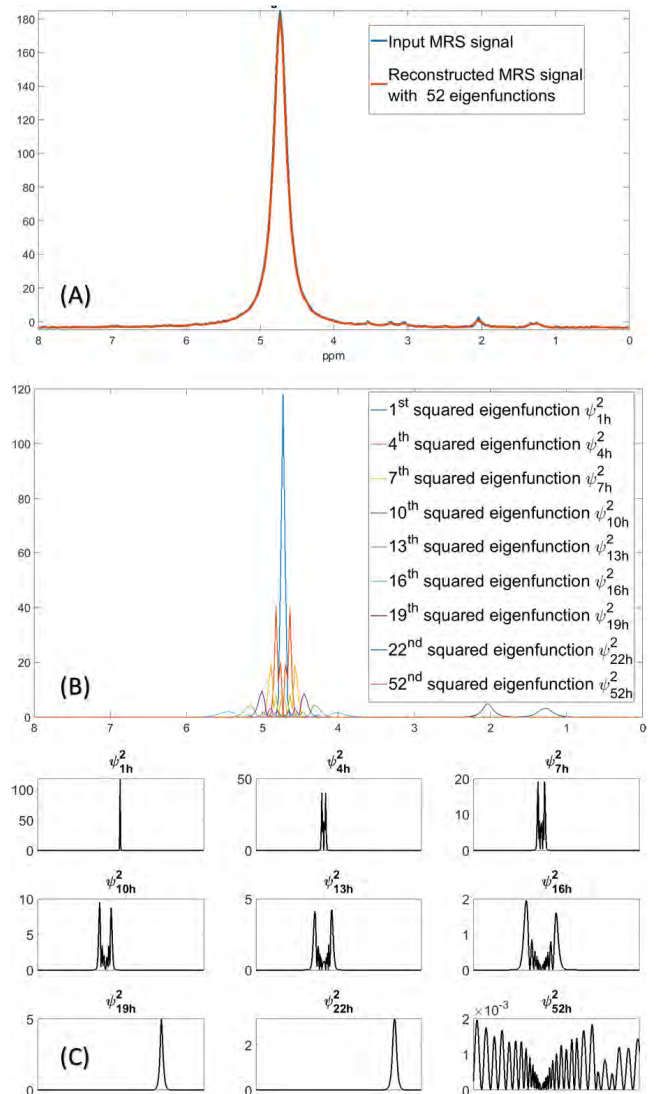 Input MRS signal
Reconstructed MRS signal
with 52 eigenfunctions
180
160
140
120
100
80
60
40
20
0
(A)
8 7 6 5 4 3 2 1 0
ppm
120
100
80
60
40
20
0
1st squared eigenfunction ψ²1h
4th squared eigenfunction ψ²4h
7th squared eigenfunction ψ²7h
10th squared eigenfunction ψ²10h
13th squared eigenfunction ψ²13h
16th squared eigenfunction ψ²16h
19th squared eigenfunction ψ²19h
22nd squared eigenfunction ψ²22h
52nd squared eigenfunction ψ²52h
(B)
8 7 6 5 4 3 2 1 0
ψ²1h ψ²4h ψ²7h
100 50 20
50 10
0 0 0
ψ²10h ψ²13h ψ²16h
10 5 2
5 1
0 0 0
ψ²19h ψ²22h ×10⁻³ ψ²52h
5 2 2
1
0 0 0
(C)